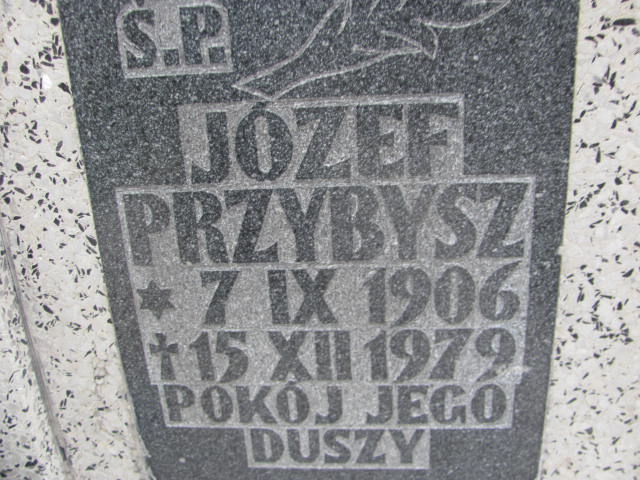 Ś.P.
JÓZEF
PRZYBYSZ
* 7 IX 1906
† 15 XII 1979
POKÓJ JEGO
DUSZY